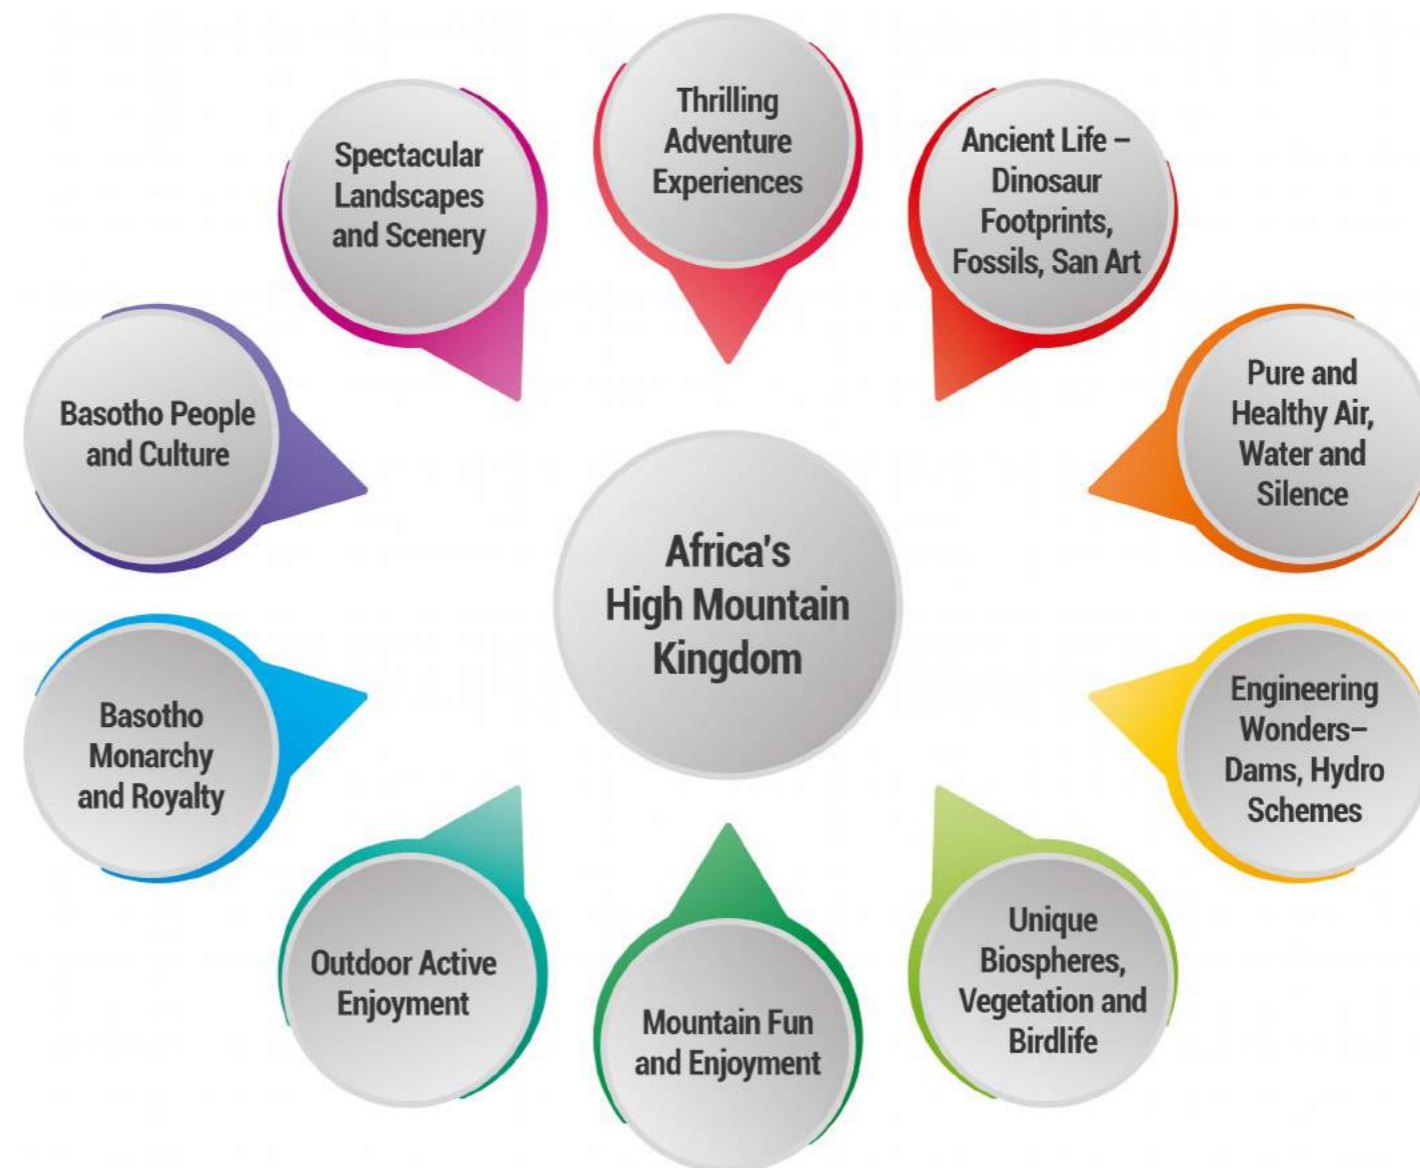 Thrilling
Adventure
Experiences
Ancient Life –
Dinosaur
Footprints,
Fossils, San Art
Pure and
Healthy Air,
Water and
Silence
Engineering
Wonders–
Dams, Hydro
Schemes
Unique
Biospheres,
Vegetation and
Birdlife
Mountain Fun
and Enjoyment
Outdoor Active
Enjoyment
Basotho
Monarchy
and Royalty
Basotho People
and Culture
Spectacular
Landscapes
and Scenery
Africa's
High Mountain
Kingdom